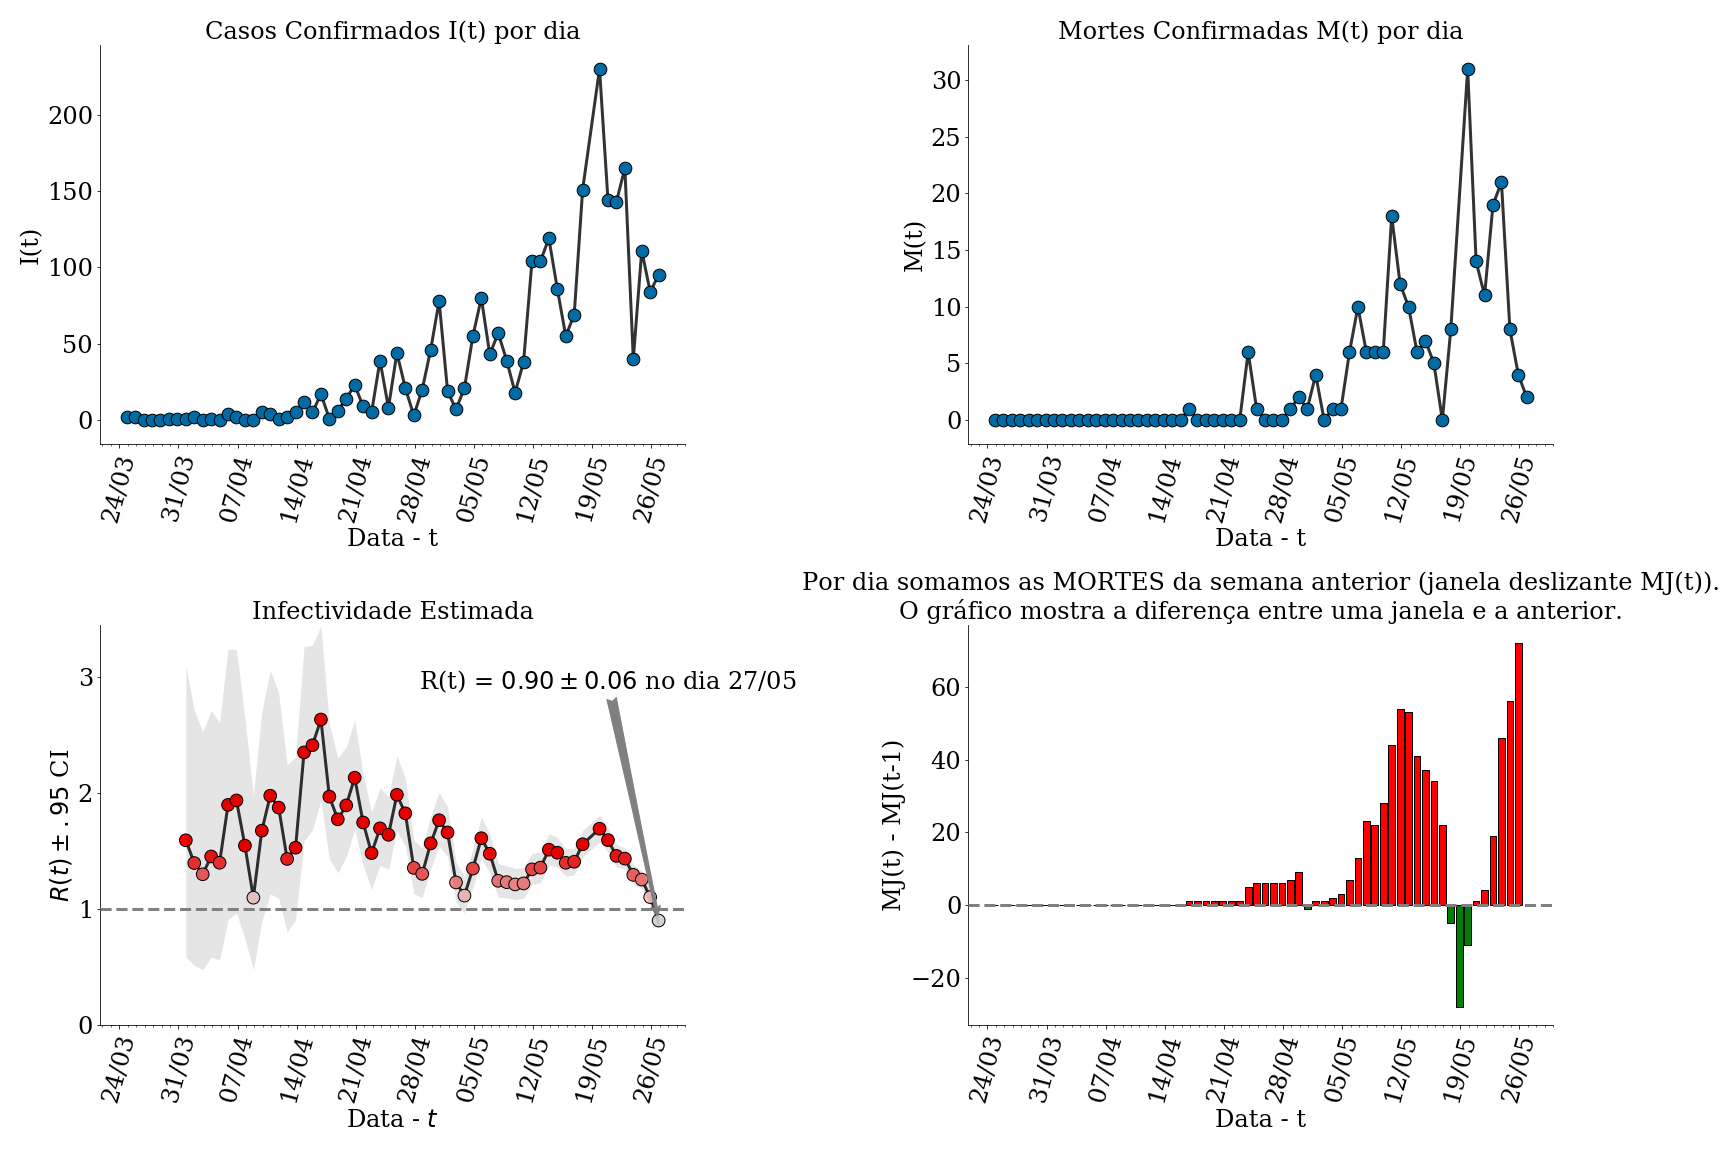 Casos Confirmados I(t) por dia
I(t)
200
150
100
50
0
24/03 31/03 07/04 14/04 21/04 28/04 05/05 12/05 19/05 26/05
Data - t
Mortes Confirmadas M(t) por dia
M(t)
30
25
20
15
10
5
0
24/03 31/03 07/04 14/04 21/04 28/04 05/05 12/05 19/05 26/05
Data - t
Infectividade Estimada
R(t) = 0.90 ± 0.06 no dia 27/05
R(t) ± .95 CI
3
2
1
0
24/03 31/03 07/04 14/04 21/04 28/04 05/05 12/05 19/05 26/05
Data - t
Por dia somamos as MORTES da semana anterior (janela deslizante MJ(t)).
O gráfico mostra a diferença entre uma janela e a anterior.
MJ(t) - MJ(t-1)
60
40
20
0
−20
24/03 31/03 07/04 14/04 21/04 28/04 05/05 12/05 19/05 26/05
Data - t